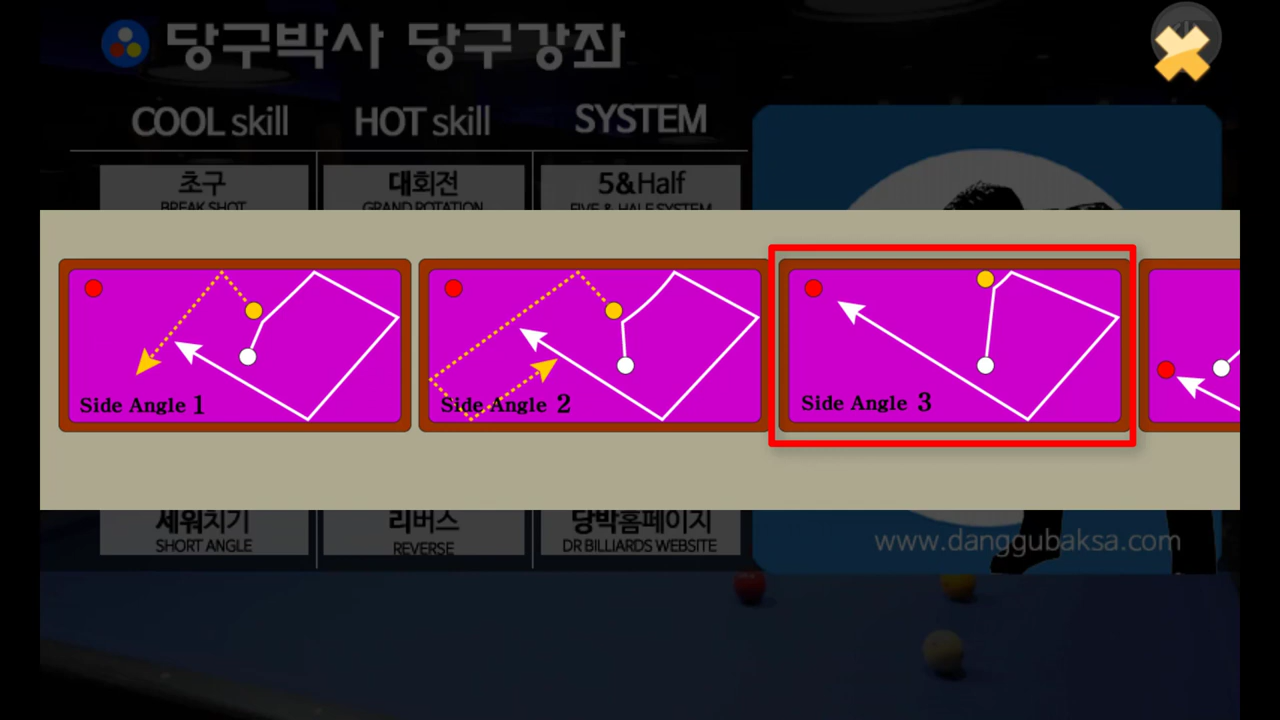 당구박사 당구강좌
COOL skill
HOT skill
SYSTEM
초구
BREAK SHOT
대회전
GRAND ROTATION
5&Half
FIVE & HALF SYSTEM
Side Angle 1
Side Angle 2
Side Angle 3
세워치기
SHORT ANGLE
리버스
REVERSE
당박홈페이지
DR BILLIARDS WEBSITE
www.danggubaksa.com